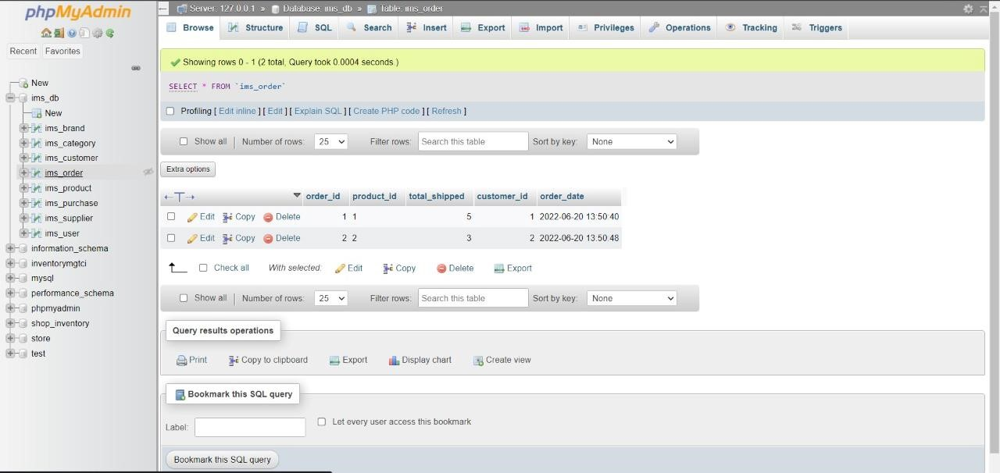 phpMyAdmin
Recent Favorites
New
ims_db
New
ims_brand
ims_category
ims_customer
ims_order
ims_product
ims_purchase
ims_supplier
ims_user
information_schema
inventorymgtci
mysql
performance_schema
phpmyadmin
shop_inventory
store
test
Server: 127.0.0.1 » Database: ims_db » Table: ims_order
Browse Structure SQL Search Insert Export Import Privileges Operations Tracking Triggers
Showing rows 0 - 1 (2 total, Query took 0.0004 seconds.)
SELECT * FROM `ims_order`
Profiling [ Edit inline ] [ Edit ] [ Explain SQL ] [ Create PHP code ] [ Refresh ]
Show all | Number of rows: 25 Filter rows: Search this table Sort by key: None
Extra options
←T→ order_id product_id total_shipped customer_id order_date
Edit Copy Delete 1 1 5 1 2022-06-20 13:50:40
Edit Copy Delete 2 2 3 2 2022-06-20 13:50:48
Check all With selected: Edit Copy Delete Export
Show all | Number of rows: 25 Filter rows: Search this table Sort by key: None
Query results operations
Print Copy to clipboard Export Display chart Create view
Bookmark this SQL query
Label: Let every user access this bookmark
Bookmark this SQL query